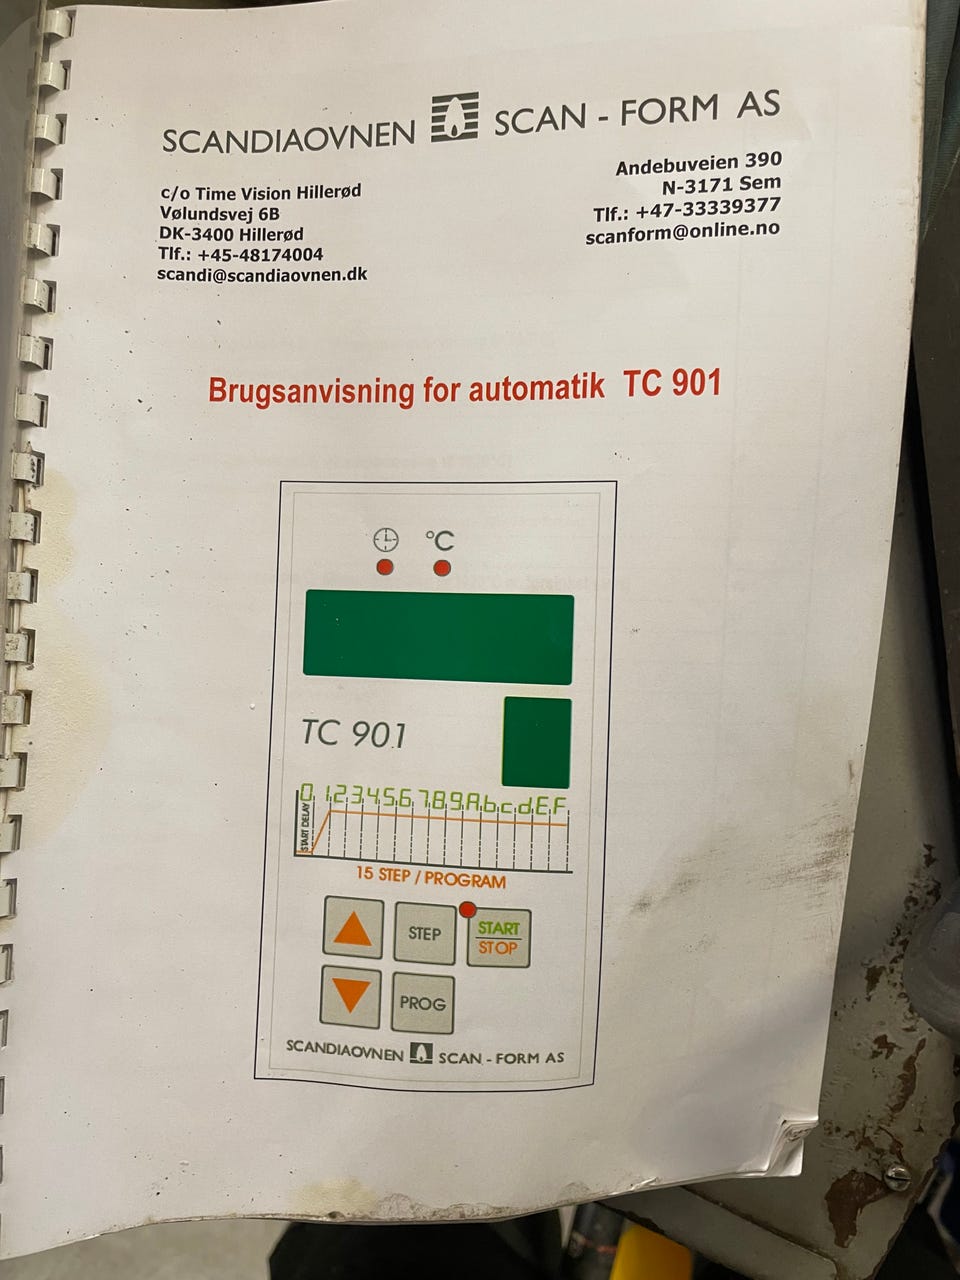 SCANDIAOVNEN SCAN - FORM AS
c/o Time Vision Hillerød
Vølundsvej 6B
DK-3400 Hillerød
Tlf.: +45-48174004
scandi@scandiaovnen.dk
Andebuveien 390
N-3171 Sem
Tlf.: +47-33339377
scanform@online.no
Brugsanvisning for automatik TC 901
°C
TC 901
0 1 2 3 4 5 6 7 8 9 A b c d E F
START DELAY
15 STEP / PROGRAM
STEP
START
STOP
PROG
SCANDIAOVNEN SCAN - FORM AS